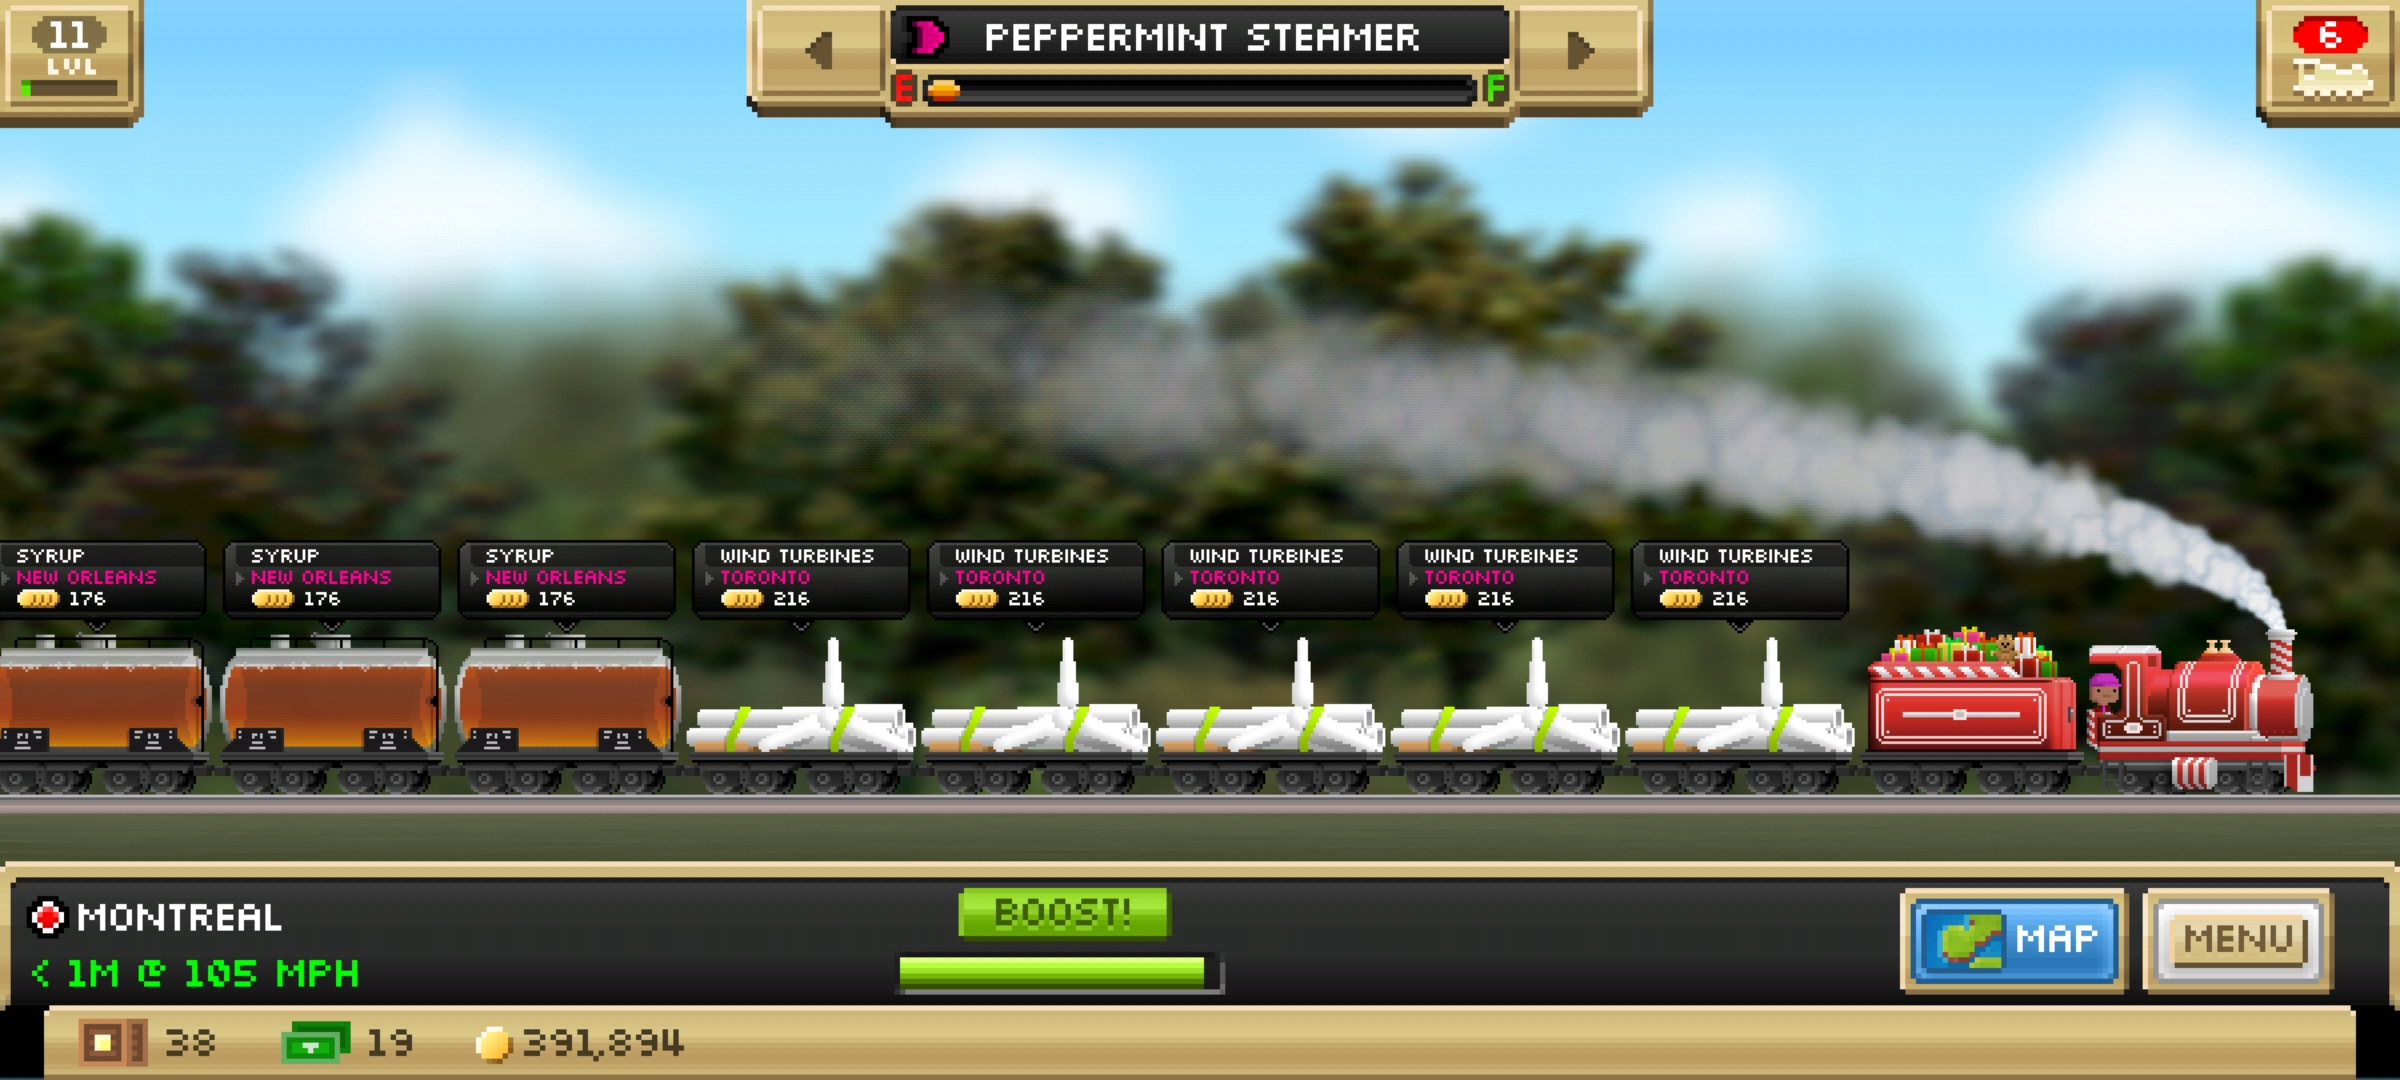 11
LVL
PEPPERMINT STEAMER
E F
6
SYRUP
NEW ORLEANS
176
SYRUP
NEW ORLEANS
176
SYRUP
NEW ORLEANS
176
WIND TURBINES
TORONTO
216
WIND TURBINES
TORONTO
216
WIND TURBINES
TORONTO
216
WIND TURBINES
TORONTO
216
WIND TURBINES
TORONTO
216
MONTREAL
< 1M @ 105 MPH
BOOST!
MAP
MENU
38 19 391,894